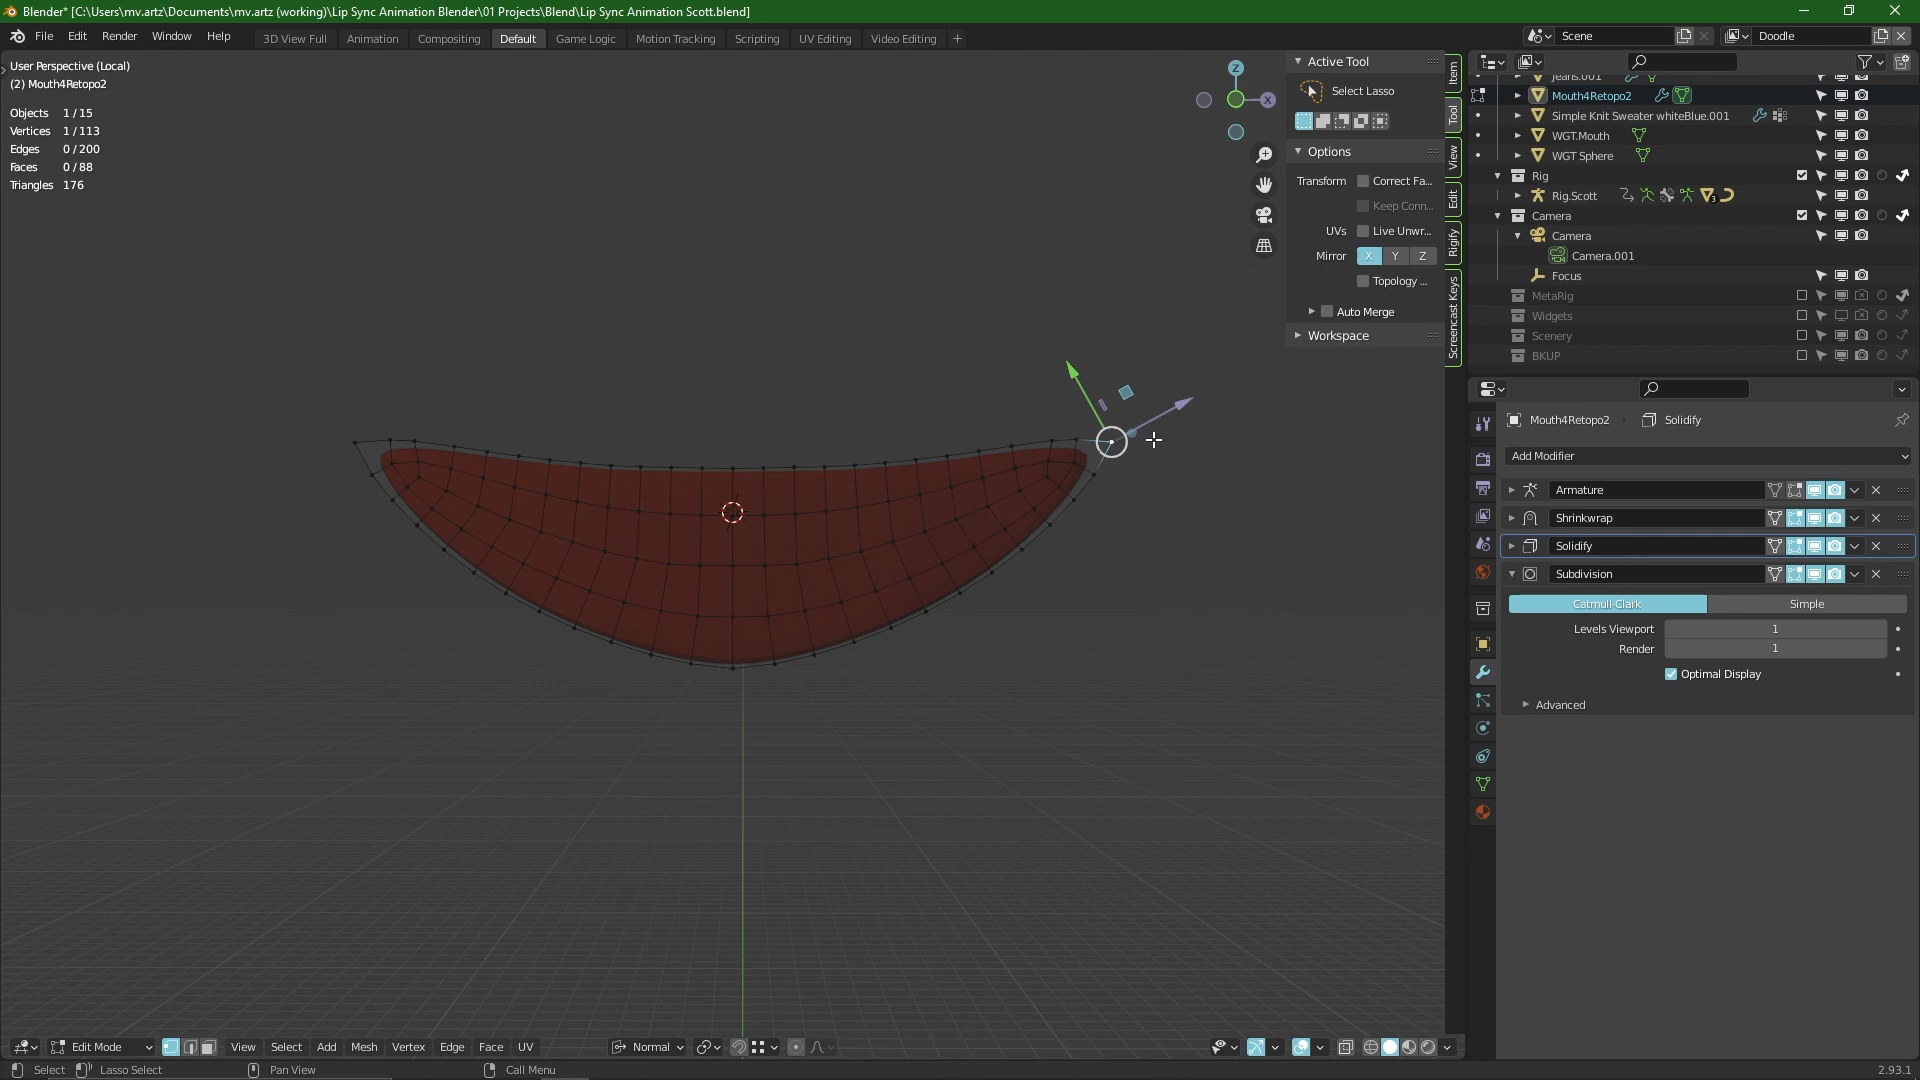 Blender* [C:\Users\mv.artz\Documents\mv.artz (working)\Lip Sync Animation Blender\01 Projects\Blend\Lip Sync Animation Scott.blend]
File Edit Render Window Help 3D View Full Animation Compositing Default Game Logic Motion Tracking Scripting UV Editing Video Editing + Scene Doodle
User Perspective (Local)
(2) Mouth4Retopo2
Objects 1/15
Vertices 1/113
Edges 0/200
Faces 0/88
Triangles 176
Z
X
Active Tool
Select Lasso
Options
Transform Correct Fa...
Keep Conn...
UVs Live Unwr...
Mirror X Y Z
Topology ...
Auto Merge
Workspace
Item
Tool
View
Edit
Rigify
Screencast Keys
Jeans.001
Mouth4Retopo2
Simple Knit Sweater whiteBlue.001
WGT.Mouth
WGT Sphere
Rig
Rig.Scott 3
Camera
Camera
Camera.001
Focus
MetaRig
Widgets
Scenery
BKUP
Mouth4Retopo2 Solidify
Add Modifier
Armature
Shrinkwrap
Solidify
Subdivision
Catmull-Clark Simple
Levels Viewport 1
Render 1
Optimal Display
Advanced
Edit Mode View Select Add Mesh Vertex Edge Face UV Normal
Select Lasso Select Pan View Call Menu 2.93.1